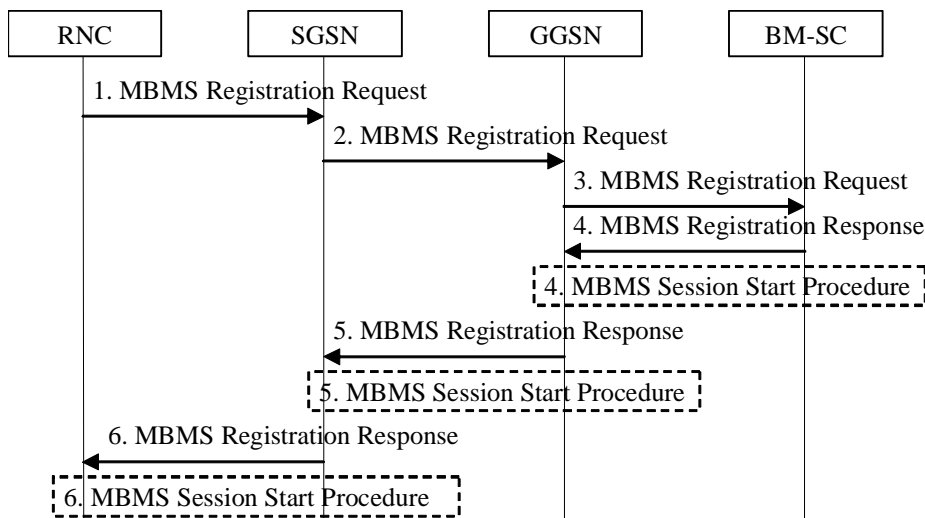 RNC
SGSN
GGSN
BM-SC
1. MBMS Registration Request
2. MBMS Registration Request
3. MBMS Registration Request
4. MBMS Registration Response
4. MBMS Session Start Procedure
5. MBMS Registration Response
5. MBMS Session Start Procedure
6. MBMS Registration Response
6. MBMS Session Start Procedure